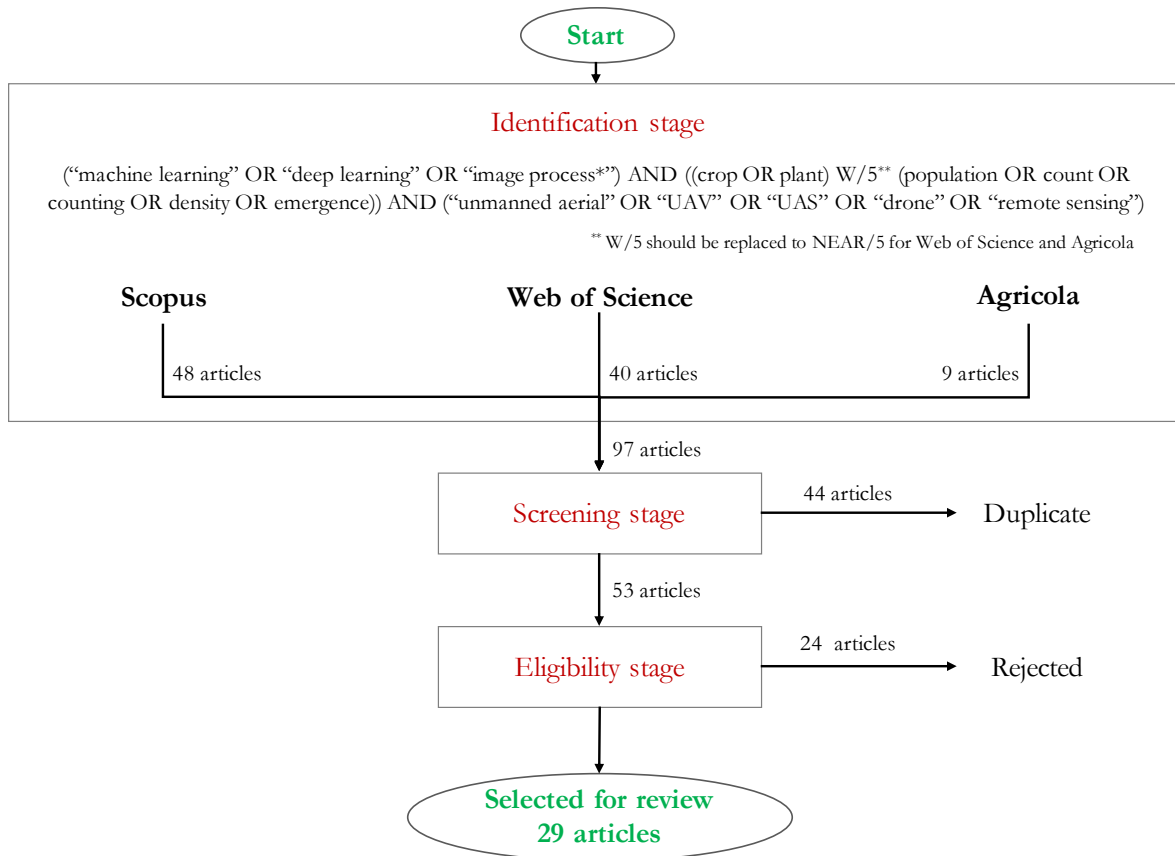 Start
Identification stage
(“machine learning” OR “deep learning” OR “image process*”) AND ((crop OR plant) W/5** (population OR count OR
counting OR density OR emergence)) AND (“unmanned aerial” OR “UAV” OR “UAS” OR “drone” OR “remote sensing”)
** W/5 should be replaced to NEAR/5 for Web of Science and Agricola
Scopus
Web of Science
Agricola
48 articles
40 articles
9 articles
97 articles
Screening stage
44 articles
Duplicate
53 articles
Eligibility stage
24 articles
Rejected
Selected for review
29 articles